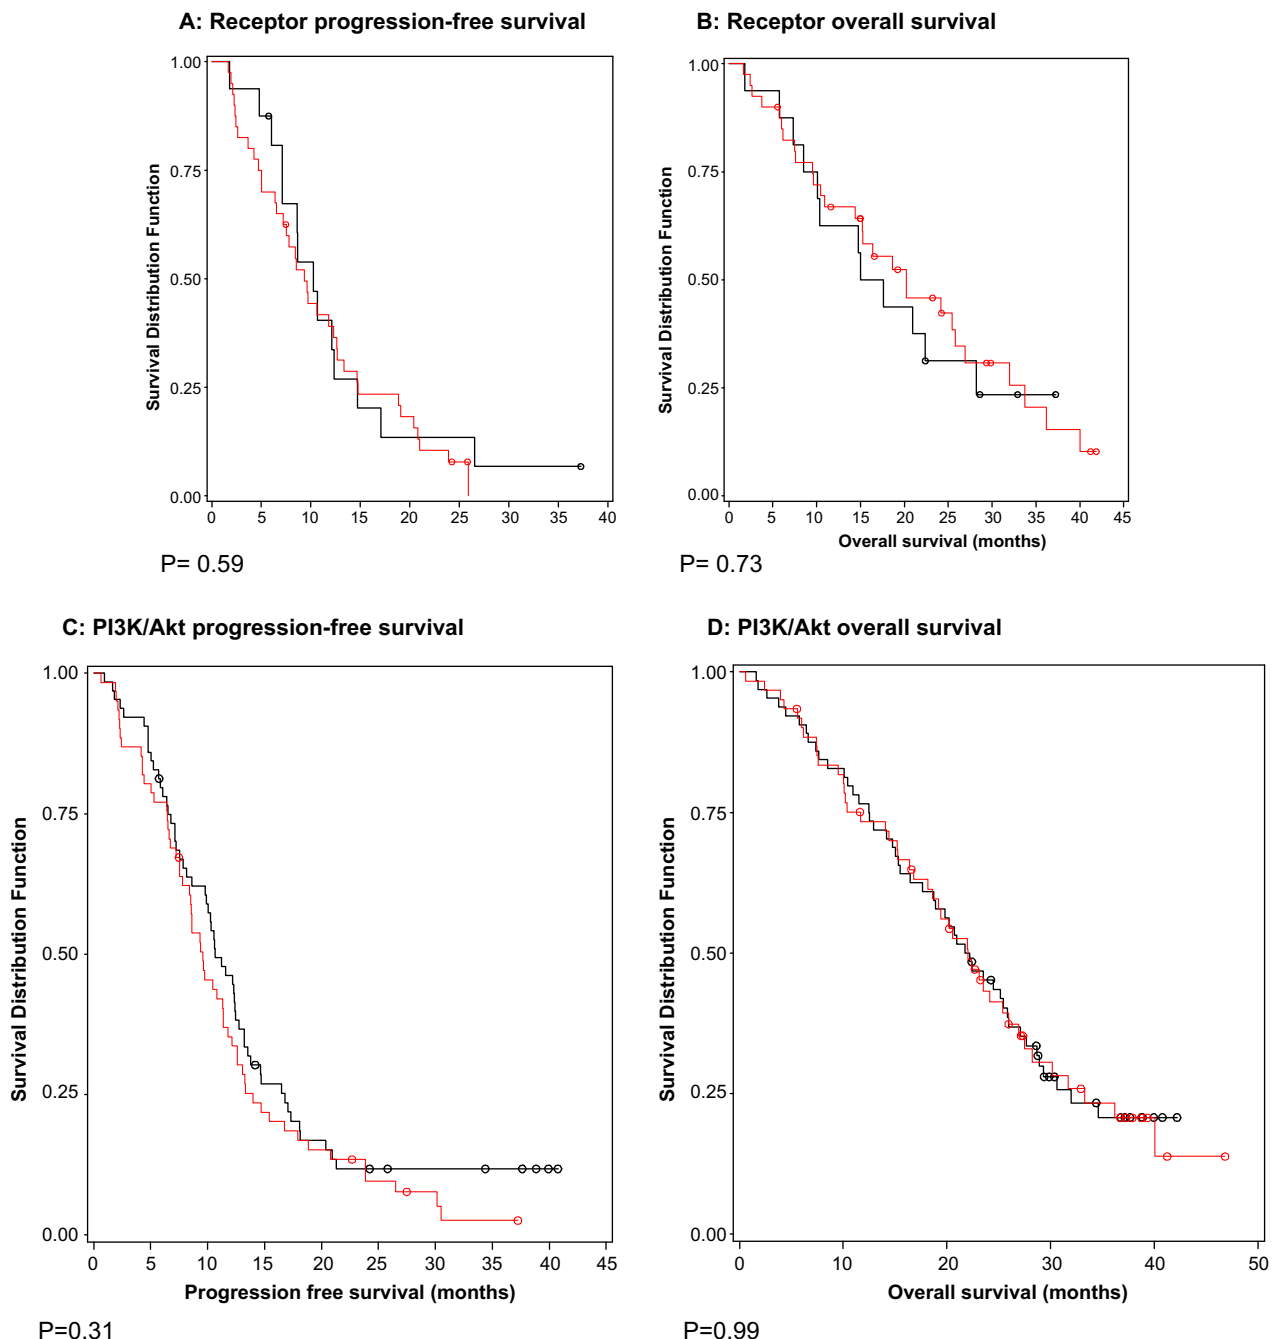 A: Receptor progression-free survival
B: Receptor overall survival
1.00
0.75
0.50
0.25
0.00
Survival Distribution Function
0 5 10 15 20 25 30 35 40
P= 0.59
1.00
0.75
0.50
0.25
0.00
Survival Distribution Function
0 5 10 15 20 25 30 35 40 45
Overall survival (months)
P= 0.73
C: PI3K/Akt progression-free survival
D: PI3K/Akt overall survival
1.00
0.75
0.50
0.25
0.00
Survival Distribution Function
0 5 10 15 20 25 30 35 40 45
Progression free survival (months)
P=0.31
1.00
0.75
0.50
0.25
0.00
Survival Distribution Function
0 10 20 30 40 50
Overall survival (months)
P=0.99